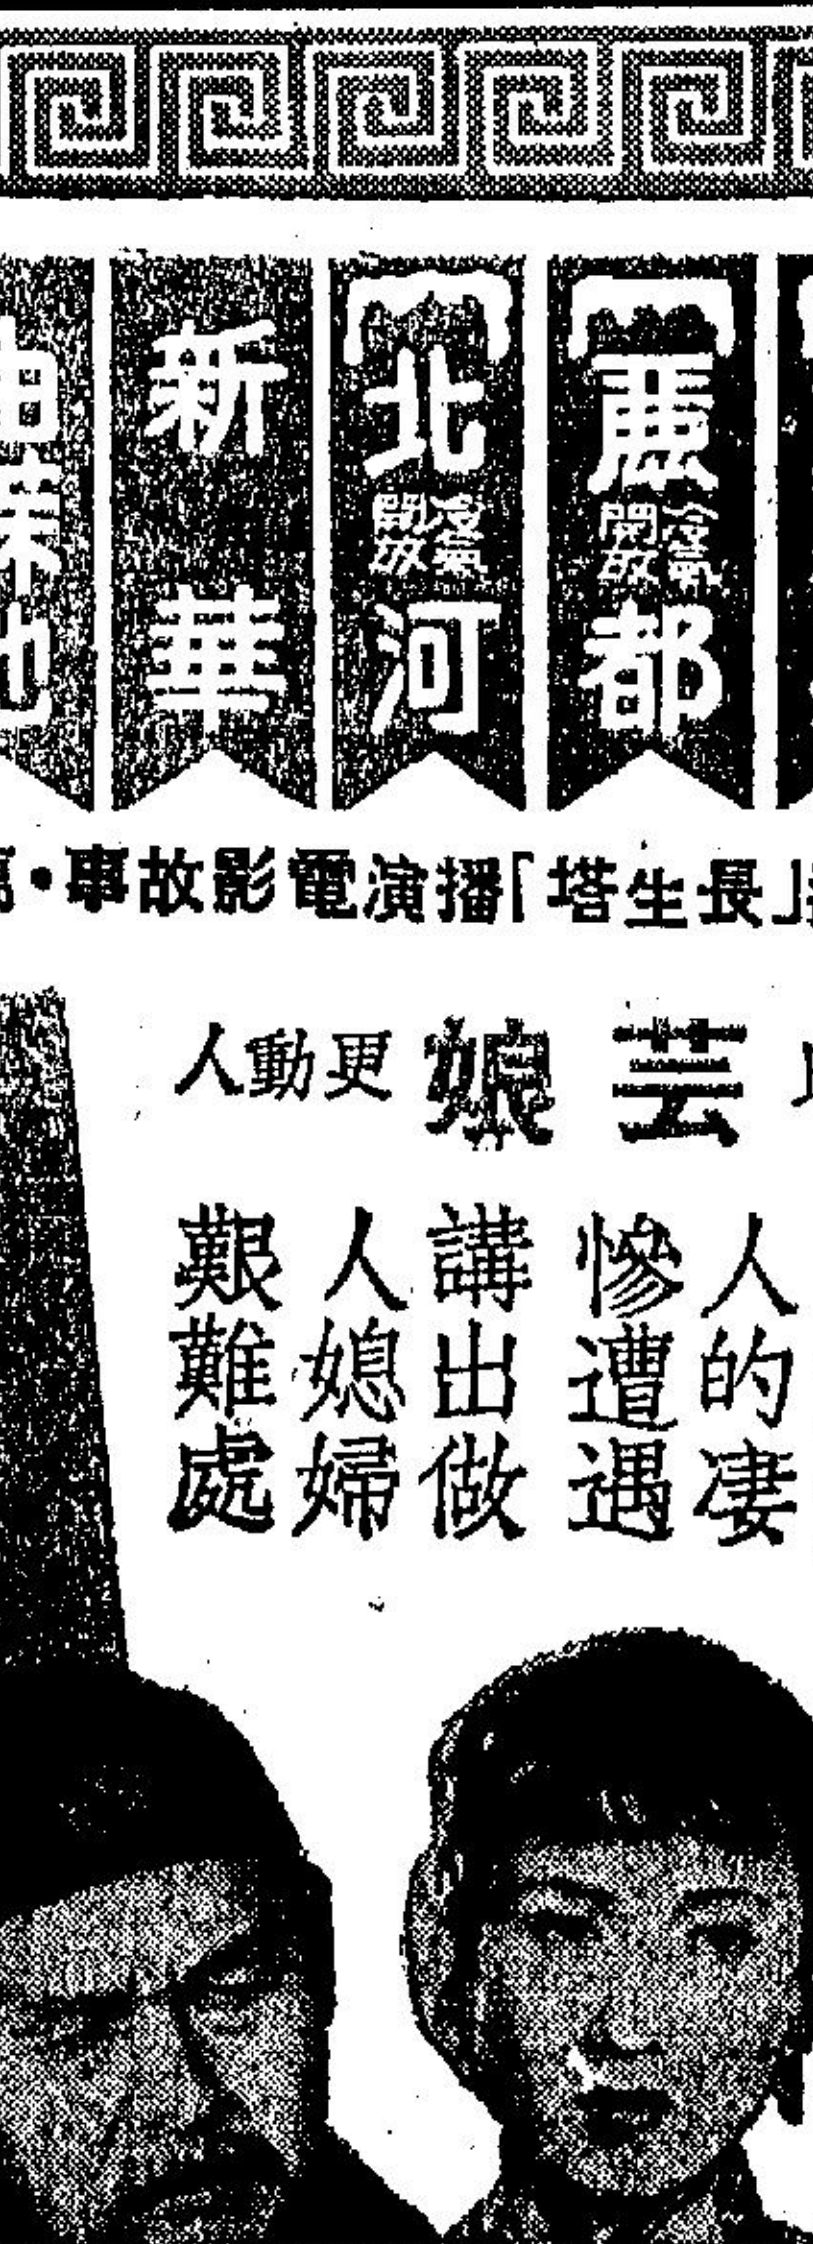 麗都
冷氣開放
北河
冷氣開放
新華
「長生塔」播演電影故事・
芸娘更動人
人的凄
慘遭遇
講出做
人媳婦
艱難處